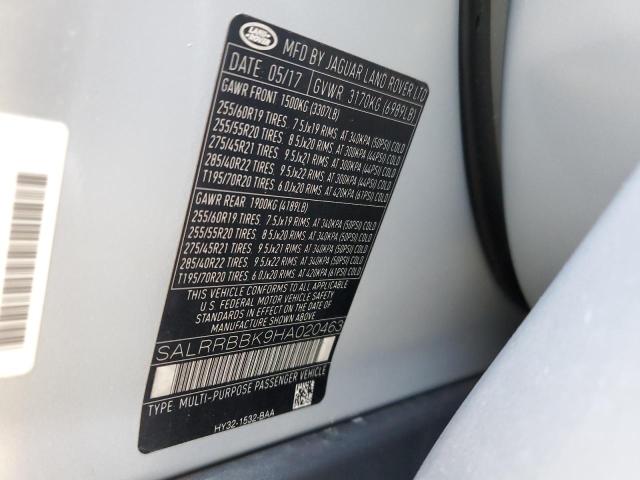 LAND ROVER
MFD BY JAGUAR LAND ROVER LTD
DATE 05/17 GVWR 3170KG (6989LB)
GAWR FRONT 1500KG (3307LB)
255/60R19 TIRES. 7.5Jx19 RIMS AT 340KPA (50PSI) COLD
255/55R20 TIRES. 8.5Jx20 RIMS AT 300KPA (44PSI) COLD
275/45R21 TIRES. 9.5Jx21 RIMS AT 300KPA (44PSI) COLD
285/40R22 TIRES. 9.5Jx22 RIMS AT 300KPA (44PSI) COLD
T195/70R20 TIRES. 6.0Jx20 RIMS AT 420KPA (61PSI) COLD
GAWR REAR 1900KG (4189LB)
255/60R19 TIRES. 7.5Jx19 RIMS AT 340KPA (50PSI) COLD
255/55R20 TIRES. 8.5Jx20 RIMS AT 340KPA (50PSI) COLD
275/45R21 TIRES. 9.5Jx21 RIMS AT 340KPA (50PSI) COLD
285/40R22 TIRES. 9.5Jx22 RIMS AT 340KPA (50PSI) COLD
T195/70R20 TIRES. 6.0Jx20 RIMS AT 420KPA (61PSI) COLD
THIS VEHICLE CONFORMS TO ALL APPLICABLE
U.S. FEDERAL MOTOR VEHICLE SAFETY STANDARDS
IN EFFECT ON THE DATE OF MANUFACTURE SHOWN ABOVE.
SALRRBBK9HA020463
TYPE: MULTI-PURPOSE PASSENGER VEHICLE
HY32-1532-BAA